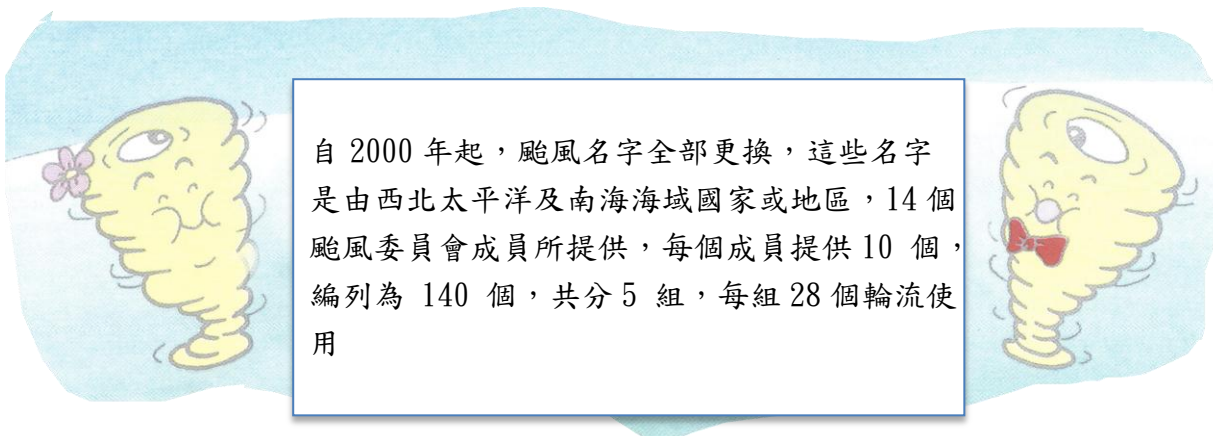 自 2000 年起，颱風名字全部更換，這些名字
是由西北太平洋及南海海域國家或地區，14 個
颱風委員會成員所提供，每個成員提供 10 個，
編列為 140 個，共分 5 組，每組 28 個輪流使
用